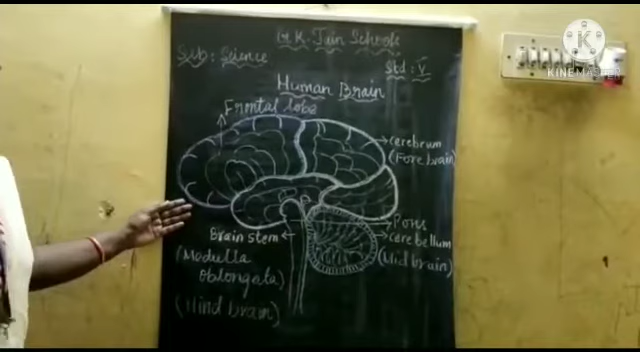 G.K. Jain School
Sub: Science
Std: V
Human Brain
Frontal lobe
cerebrum
(Fore brain)
Pons
cerebellum
(Mid brain)
Brain stem
(Medulla
oblongata)
(Hind brain)
K
KINEMASTER